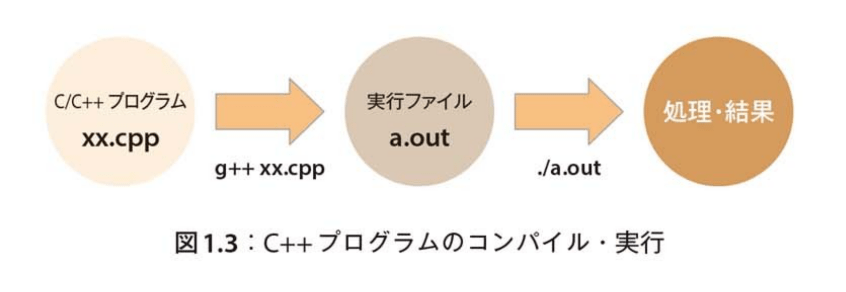 C/C++ プログラム
xx.cpp
g++ xx.cpp
実行ファイル
a.out
./a.out
処理・結果
図1.3：C++ プログラムのコンパイル・実行